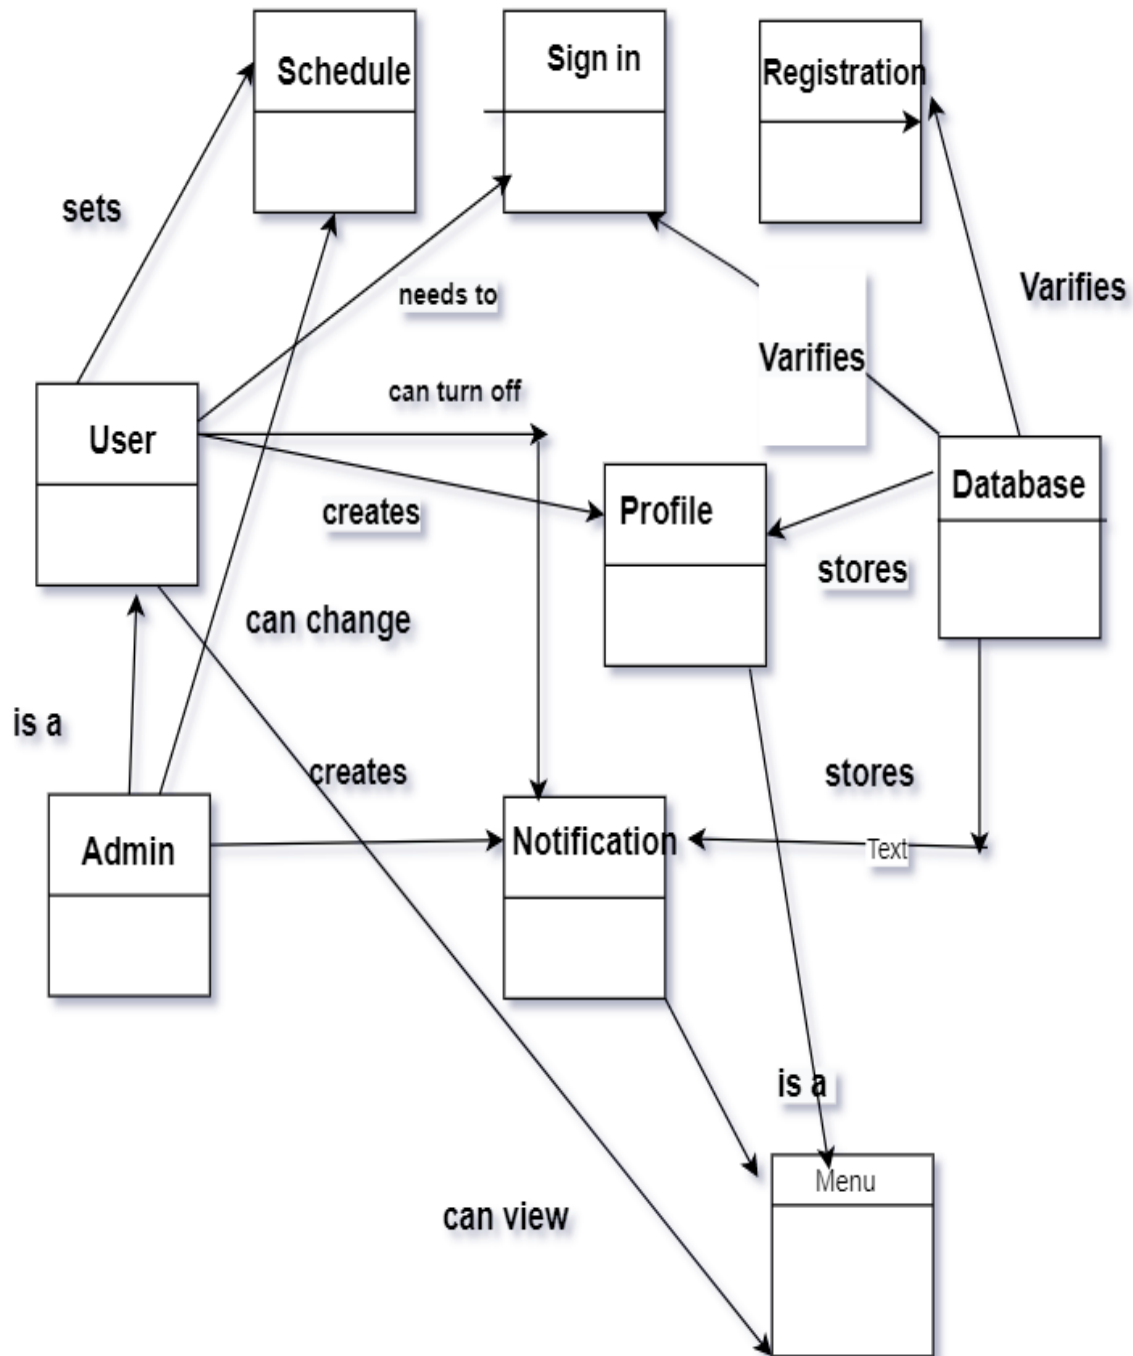 Schedule
Sign in
Registration
sets
needs to
Varifies
Varifies
can turn off
User
creates
Profile
Database
stores
can change
is a
creates
stores
Admin
Notification
Text
is a
Menu
can view